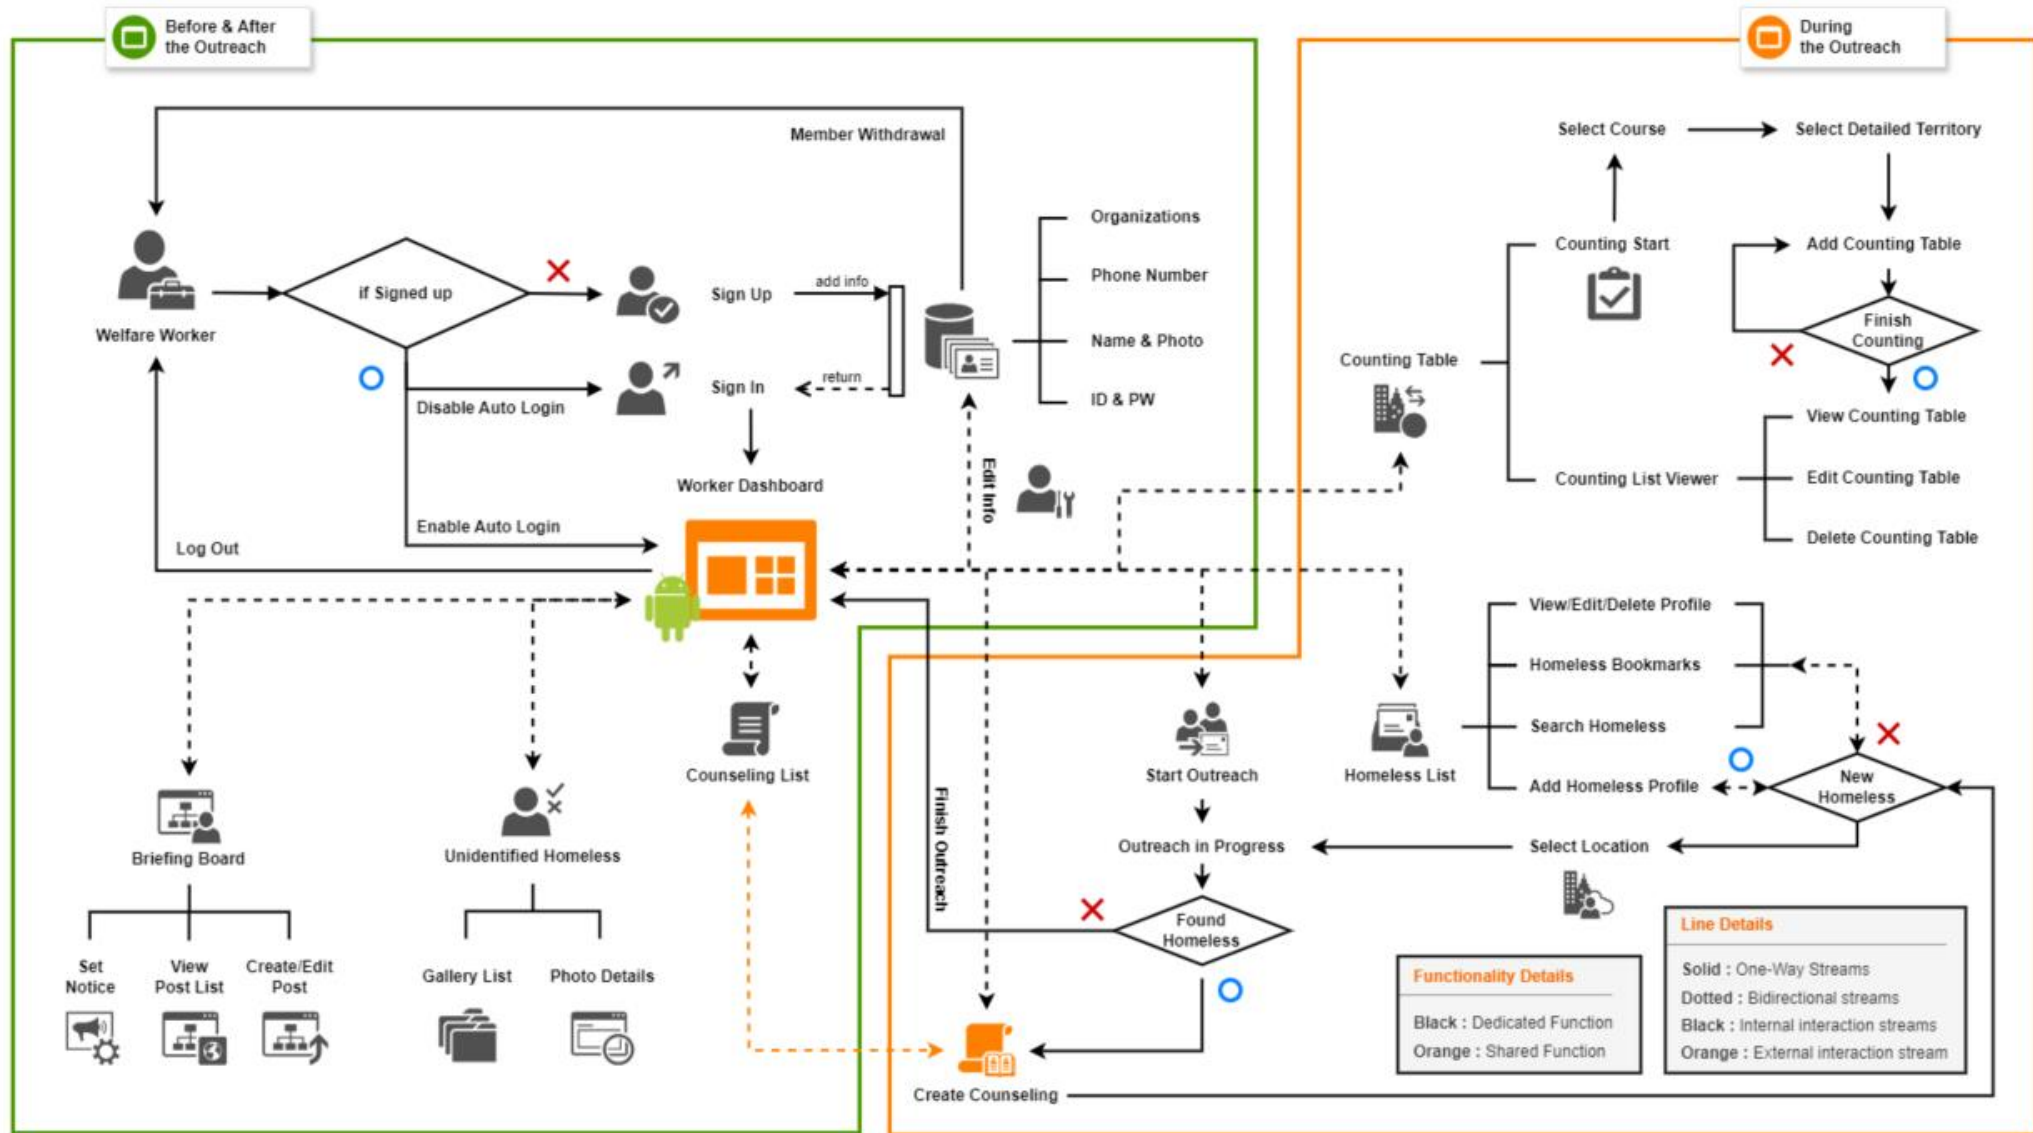 Before & After
the Outreach
During
the Outreach
Member Withdrawal
Select Course
Select Detailed Territory
Organizations
Counting Start
Add Counting Table
Phone Number
if Signed up
Sign Up
add info
Welfare Worker
Finish
Counting
Name & Photo
Counting Table
Sign In
return
ID & PW
Disable Auto Login
View Counting Table
Edit Info
Worker Dashboard
Counting List Viewer
Edit Counting Table
Enable Auto Login
Log Out
Delete Counting Table
View/Edit/Delete Profile
Homeless Bookmarks
Search Homeless
Counseling List
Start Outreach
Homeless List
Add Homeless Profile
New
Homeless
Finish Outreach
Briefing Board
Unidentified Homeless
Outreach in Progress
Select Location
Found
Homeless
Set
Notice
View
Post List
Create/Edit
Post
Gallery List
Photo Details
Functionality Details
Black : Dedicated Function
Orange : Shared Function
Line Details
Solid : One-Way Streams
Dotted : Bidirectional streams
Black : Internal interaction streams
Orange : External interaction stream
Create Counseling